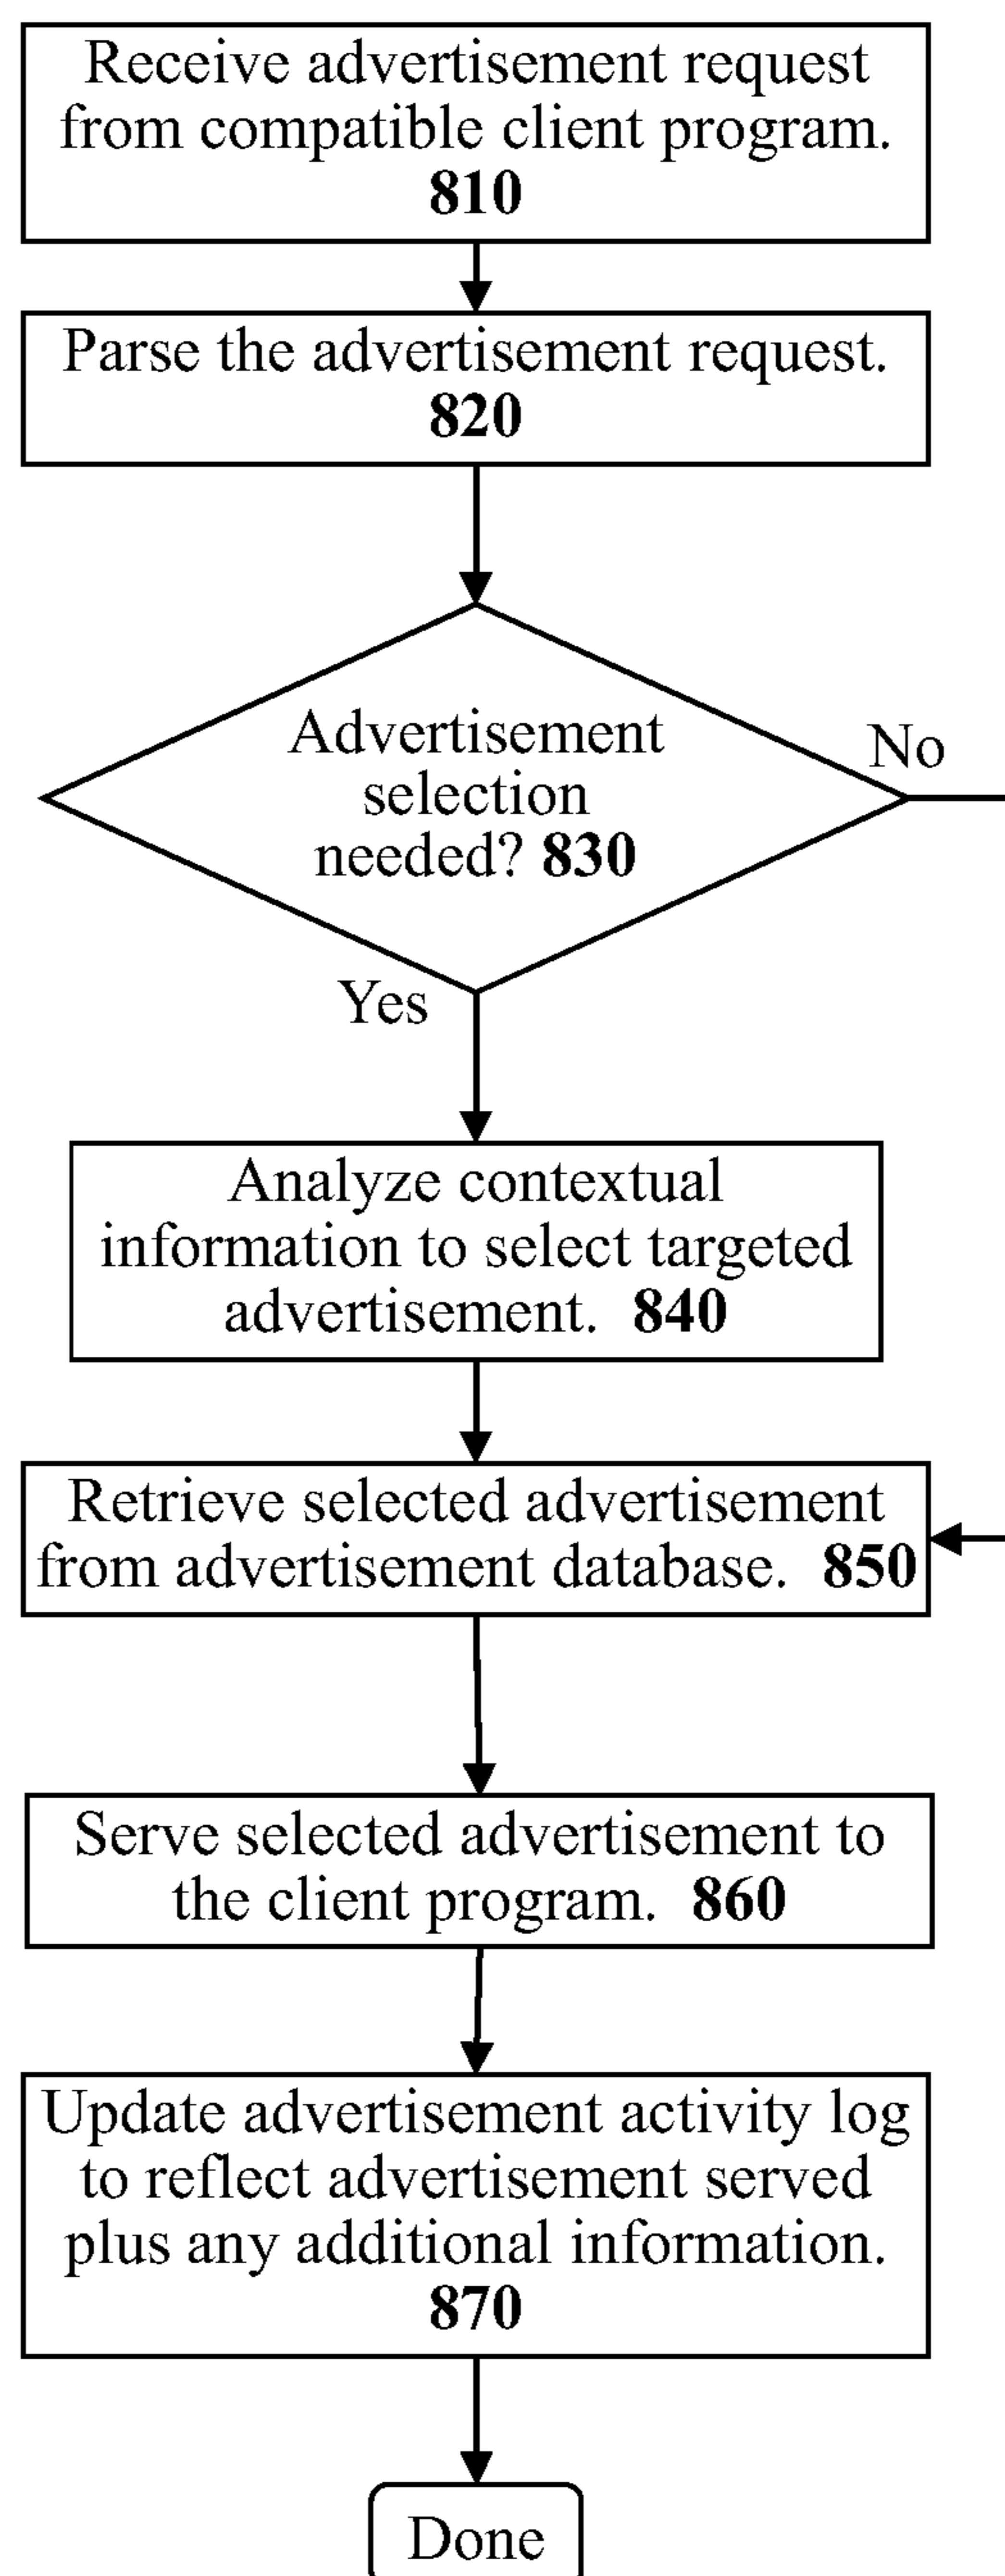 Receive advertisement request
from compatible client program.
810
Parse the advertisement request.
820
Advertisement
selection
needed? 830
No
Yes
Analyze contextual
information to select targeted
advertisement. 840
Retrieve selected advertisement
from advertisement database. 850
Serve selected advertisement to
the client program. 860
Update advertisement activity log
to reflect advertisement served
plus any additional information.
870
Done